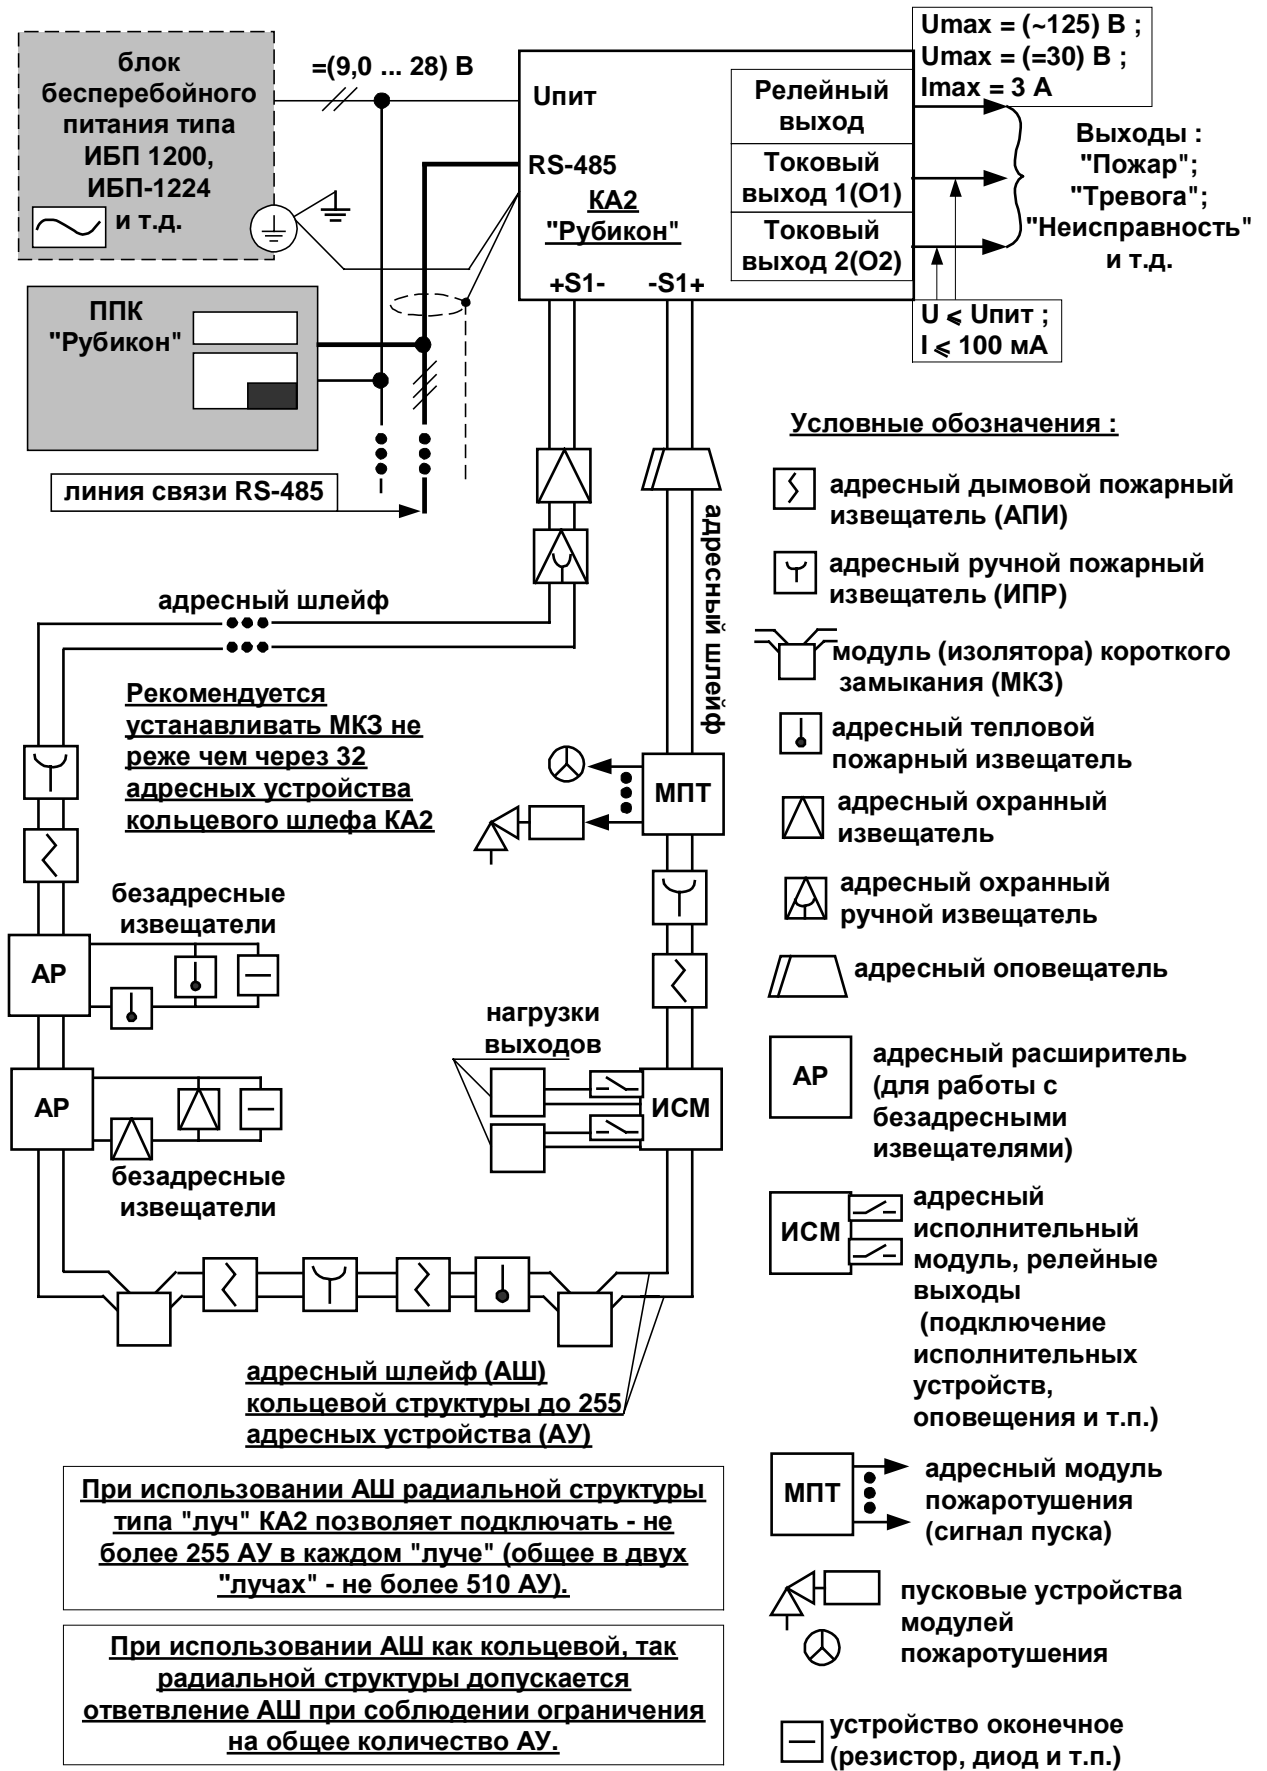 блок
бесперебойного
питания типа
ИБП 1200,
ИБП-1224
и т.д.
=(9,0 ... 28) В
Uпит
RS-485
КА2
"Рубикон"
+S1-
-S1+
Релейный
выход
Токовый
выход 1(О1)
Токовый
выход 2(О2)
Umax = (~125) В ;
Umax = (=30) В ;
Imax = 3 А
Выходы :
"Пожар";
"Тревога";
"Неисправность"
и т.д.
U ⩽ Uпит ;
I ⩽ 100 мА
ППК
"Рубикон"
линия связи RS-485
адресный шлейф
адресный шлейф
Рекомендуется
устанавливать МКЗ не
реже чем через 32
адресных устройства
кольцевого шлефа КА2
МПТ
безадресные
извещатели
АР
АР
безадресные
извещатели
нагрузки
выходов
ИСМ
адресный шлейф (АШ)
кольцевой структуры до 255
адресных устройства (АУ)
При использовании АШ радиальной структуры
типа "луч" КА2 позволяет подключать - не
более 255 АУ в каждом "луче" (общее в двух
"лучах" - не более 510 АУ).
При использовании АШ как кольцевой, так
радиальной структуры допускается
ответвление АШ при соблюдении ограничения
на общее количество АУ.
Условные обозначения :
адресный дымовой пожарный
извещатель (АПИ)
адресный ручной пожарный
извещатель (ИПР)
модуль (изолятора) короткого
замыкания (МКЗ)
адресный тепловой
пожарный извещатель
адресный охранный
извещатель
адресный охранный
ручной извещатель
адресный оповещатель
АР
адресный расширитель
(для работы с
безадресными
извещателями)
ИСМ
адресный
исполнительный
модуль, релейные
выходы
(подключение
исполнительных
устройств,
оповещения и т.п.)
МПТ
адресный модуль
пожаротушения
(сигнал пуска)
пусковые устройства
модулей
пожаротушения
устройство оконечное
(резистор, диод и т.п.)